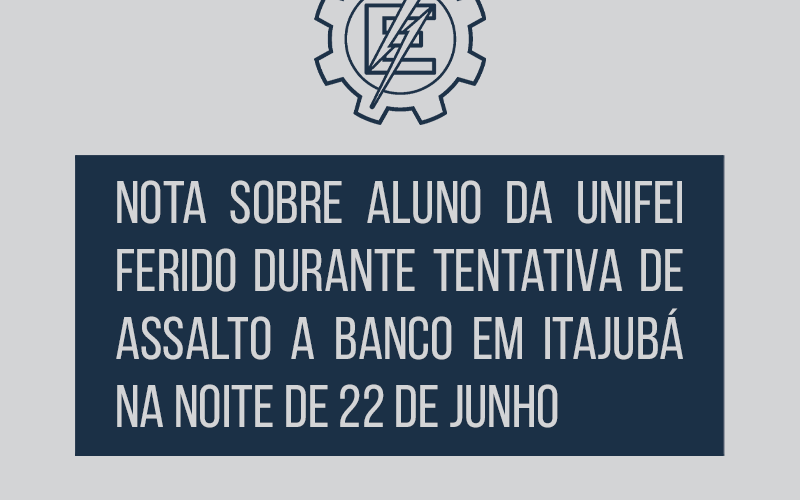 NOTA SOBRE ALUNO DA UNIFEI
FERIDO DURANTE TENTATIVA DE
ASSALTO A BANCO EM ITAJUBÁ
NA NOITE DE 22 DE JUNHO